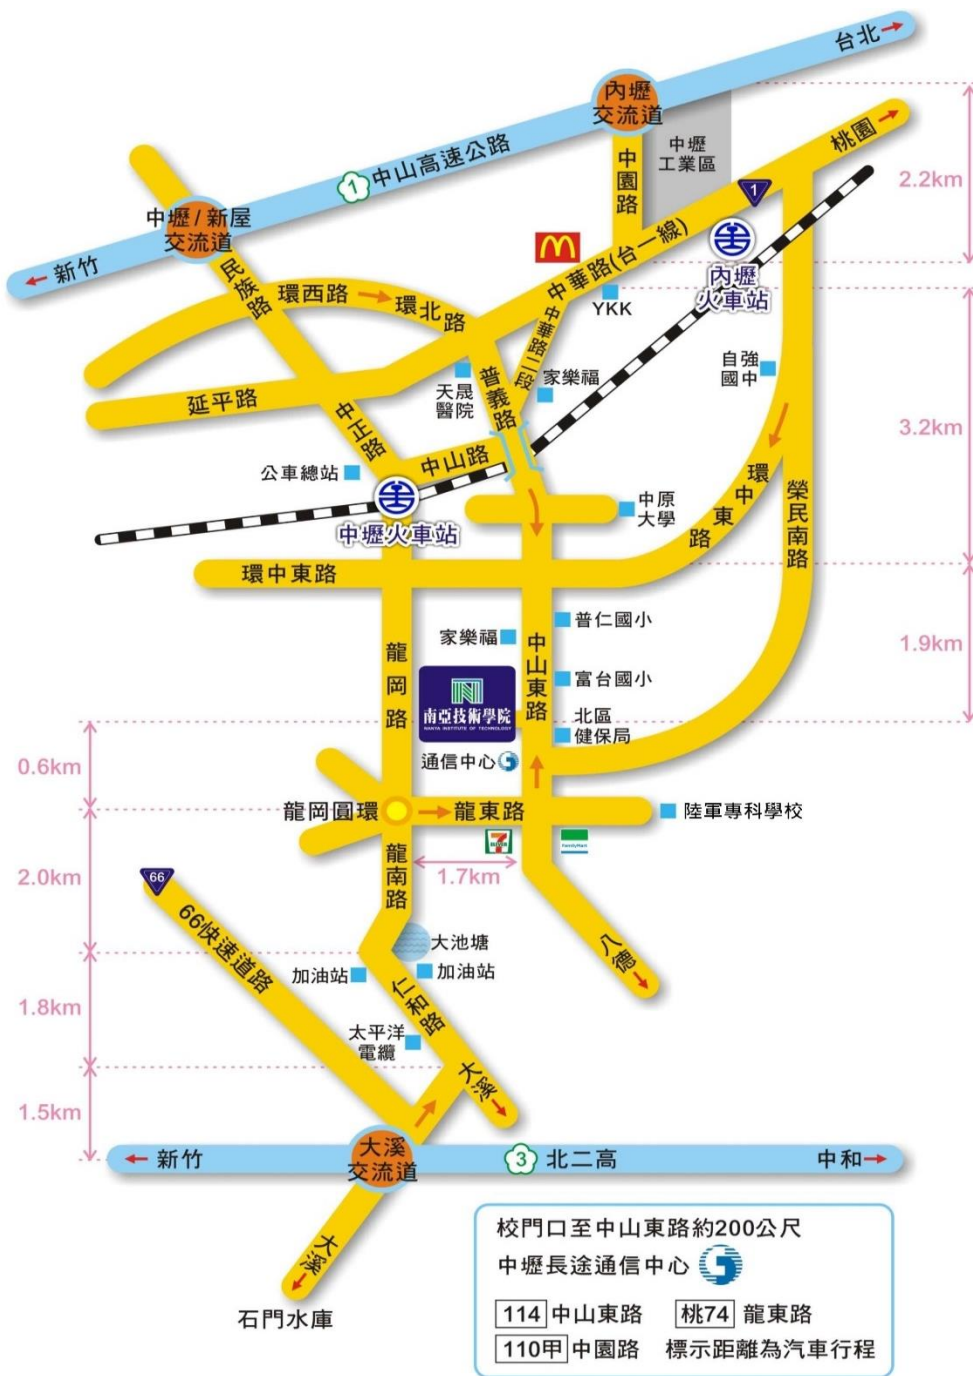 台北
內壢
交流道
中壢
工業區
桃園
2.2km
1
中山高速公路
中園路
1
中壢/新屋
交流道
新竹
民族路
環西路
環北路
中華路(台一線)
內壢
火車站
YKK
中華路二段
自強
國中
家樂福
天晟
醫院
普義路
延平路
中正路
3.2km
中山路
公車總站
中壢火車站
中原
大學
環中東路
榮民南路
環中東路
普仁國小
家樂福
龍岡路
中山東路
1.9km
富台國小
南亞技術學院
NANYA INSTITUTE OF TECHNOLOGY
北區
健保局
通信中心
0.6km
龍岡圓環
龍東路
陸軍專科學校
7
ELEVEN
FamilyMart
1.7km
龍南路
2.0km
66
66快速道路
大池塘
八德
加油站
加油站
仁和路
1.8km
太平洋
電纜
大溪
1.5km
大溪
交流道
新竹
3
北二高
中和
大溪
石門水庫
校門口至中山東路約200公尺
中壢長途通信中心
114 中山東路 桃74 龍東路
110甲 中園路 標示距離為汽車行程